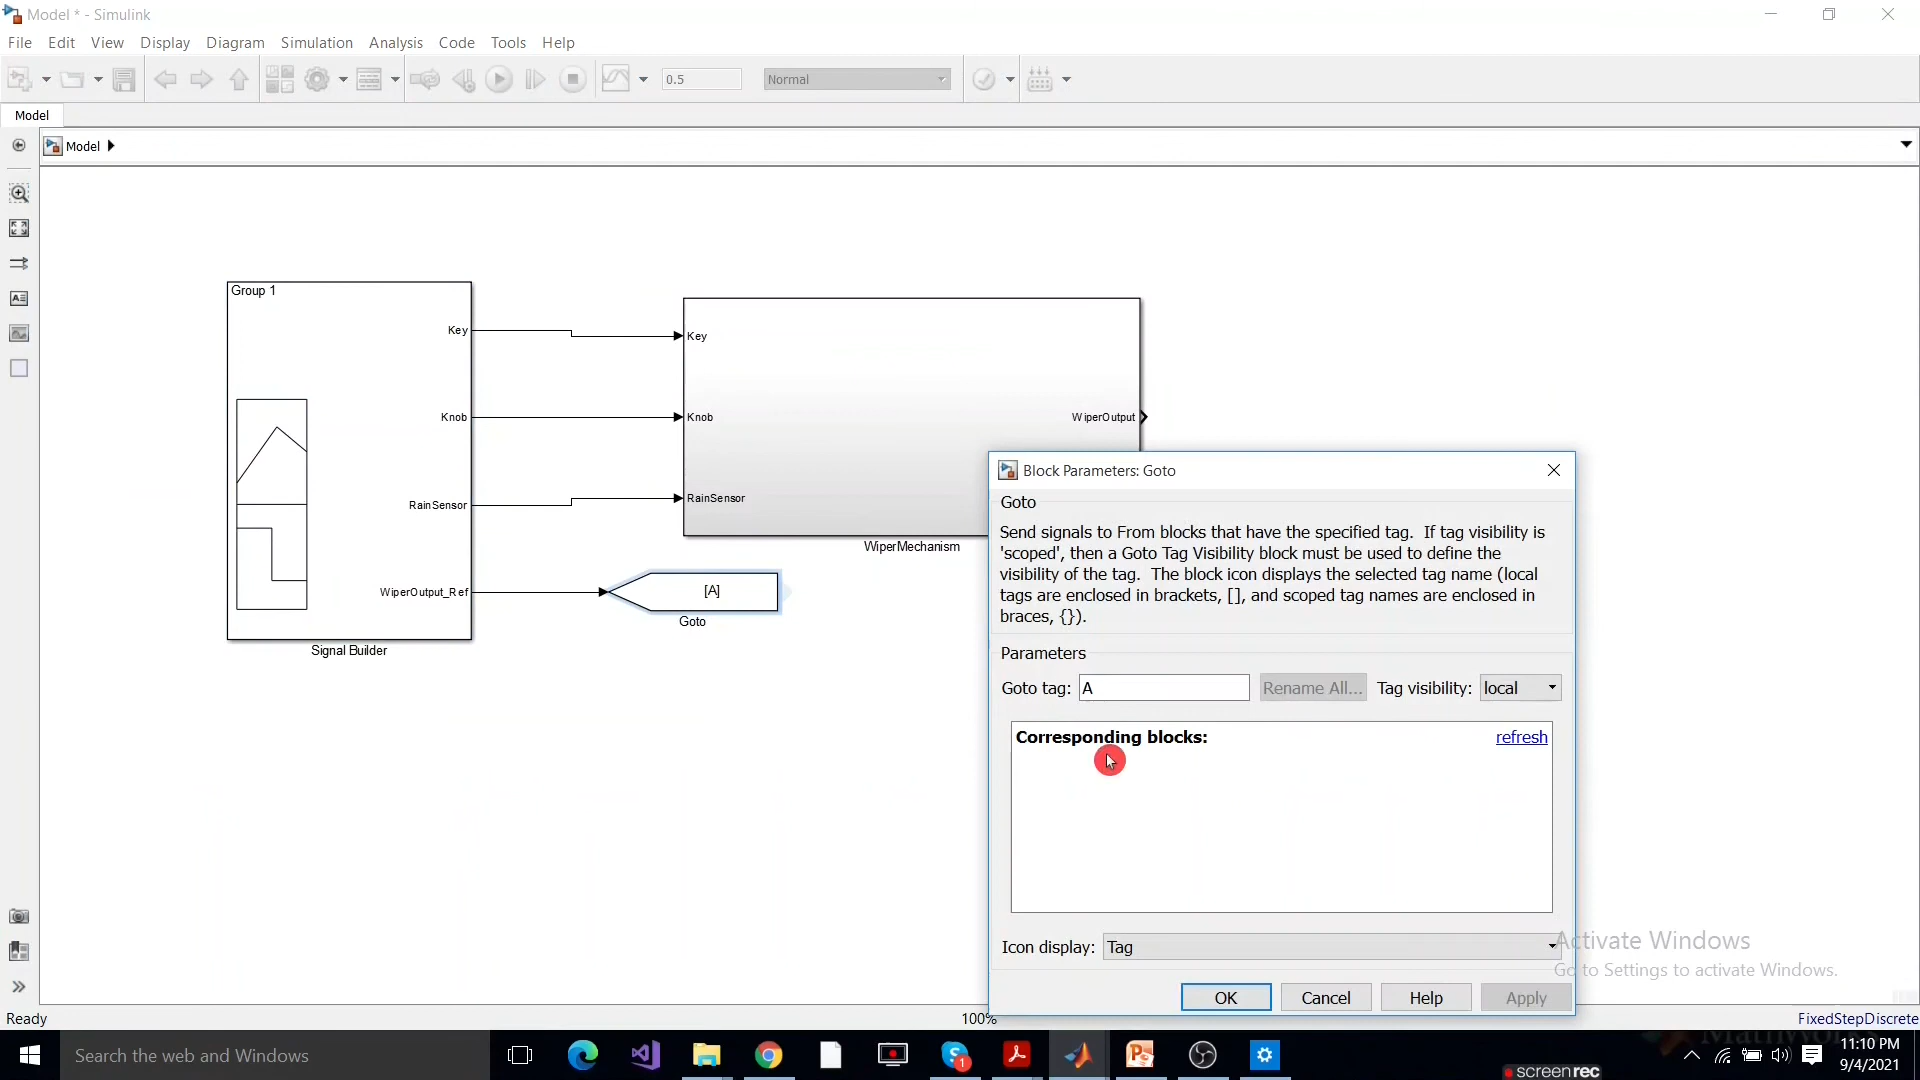 Model * - Simulink
File Edit View Display Diagram Simulation Analysis Code Tools Help
0.5 Normal
Model
Model
Group 1
Key
Knob
RainSensor
WiperOutput_Ref
Signal Builder
Key
Knob
RainSensor
WiperOutput
WiperMechanism
[A]
Goto
Block Parameters: Goto
Goto
Send signals to From blocks that have the specified tag. If tag visibility is
'scoped', then a Goto Tag Visibility block must be used to define the
visibility of the tag. The block icon displays the selected tag name (local
tags are enclosed in brackets, [], and scoped tag names are enclosed in
braces, {}).
Parameters
Goto tag: A Rename All... Tag visibility: local
Corresponding blocks: refresh
Icon display: Tag
OK Cancel Help Apply
Activate Windows
Go to Settings to activate Windows.
Ready 100% FixedStepDiscrete
Search the web and Windows
1
11:10 PM
9/4/2021
screenrec